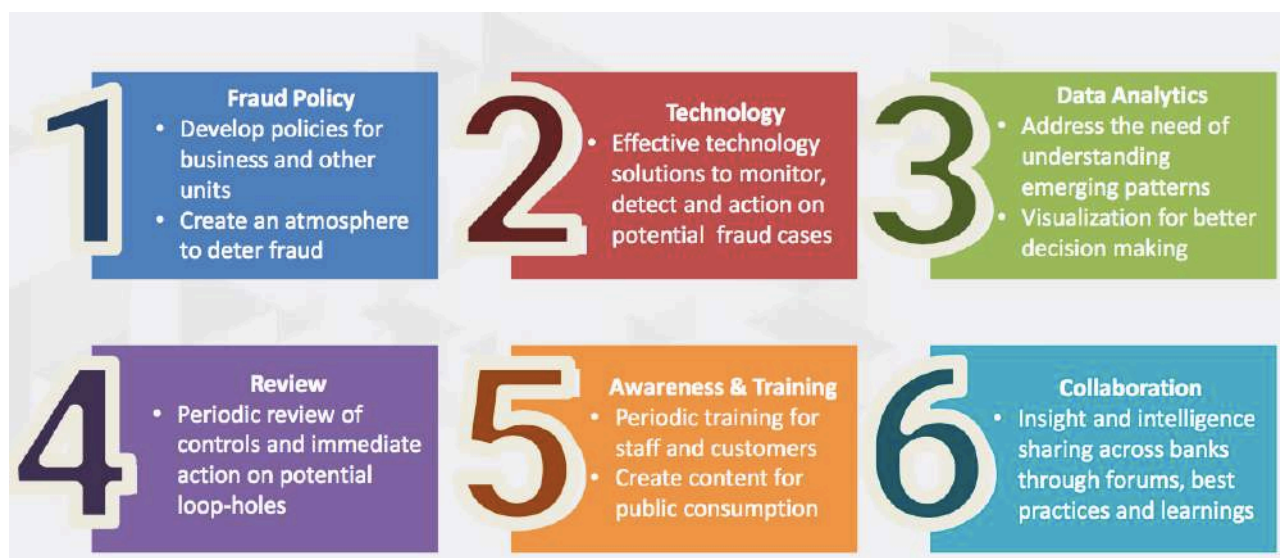 1
Fraud Policy
• Develop policies for
business and other
units
• Create an atmosphere
to deter fraud
2
Technology
• Effective technology
solutions to monitor,
detect and action on
potential fraud cases
3
Data Analytics
• Address the need of
understanding
emerging patterns
• Visualization for better
decision making
4
Review
• Periodic review of
controls and immediate
action on potential
loop-holes
5
Awareness & Training
• Periodic training for
staff and customers
• Create content for
public consumption
6
Collaboration
• Insight and intelligence
sharing across banks
through forums, best
practices and learnings